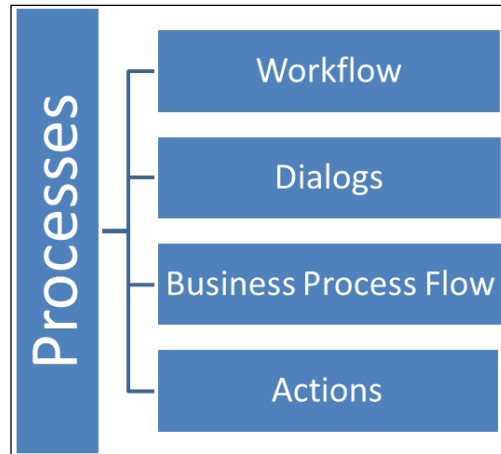 Processes
Workflow
Dialogs
Business Process Flow
Actions